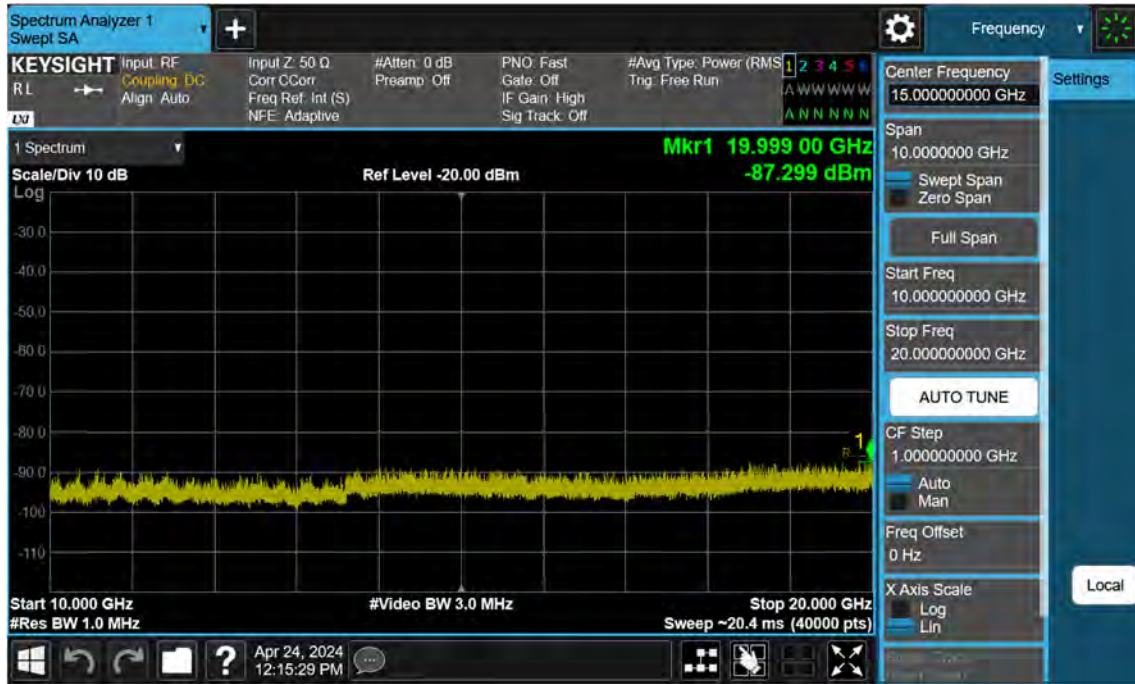 Spectrum Analyzer 1
Swept SA
+
Frequency
KEYSIGHT
RL
LXI
Input: RF
Coupling: DC
Align: Auto
Input Z: 50 Ω
Corr CCorr
Freq Ref: Int (S)
NFE: Adaptive
#Atten: 0 dB
Preamp: Off
PNO: Fast
Gate: Off
IF Gain: High
Sig Track: Off
#Avg Type: Power (RMS
Trig: Free Run
1 2 3 4 5 6
A W W W W W
A N N N N N
1 Spectrum
Scale/Div 10 dB
Ref Level -20.00 dBm
Mkr1 19.999 00 GHz
-87.299 dBm
Log
-30.0
-40.0
-50.0
-60.0
-70.0
-80.0
-90.0
-100
-110
1
Start 10.000 GHz
#Video BW 3.0 MHz
Stop 20.000 GHz
#Res BW 1.0 MHz
Sweep ~20.4 ms (40000 pts)
Center Frequency
15.000000000 GHz
Span
10.0000000 GHz
Swept Span
Zero Span
Full Span
Start Freq
10.000000000 GHz
Stop Freq
20.000000000 GHz
AUTO TUNE
CF Step
1.000000000 GHz
Auto
Man
Freq Offset
0 Hz
X Axis Scale
Log
Lin
Settings
Local
?
Apr 24, 2024
12:15:29 PM